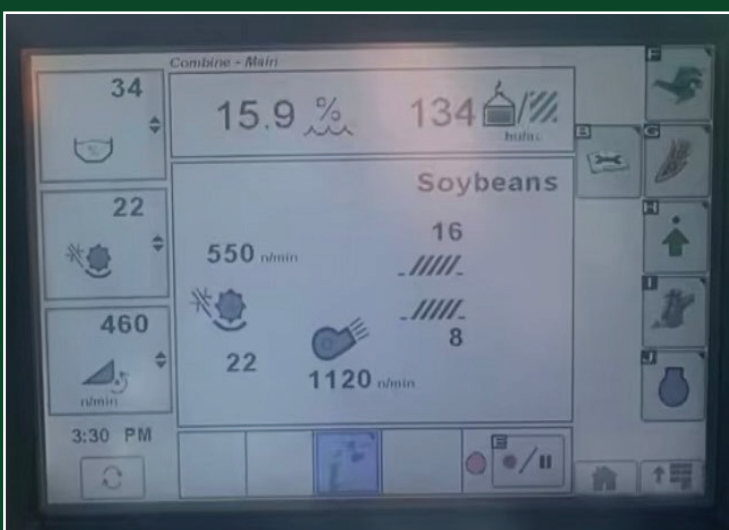 Combine - Main
34
15.9 %
134
bu/ac
F
B
G
Soybeans
%
22
H
16
550 n/min
I
460
8
22
J
1120 n/min
n/min
3:30 PM
E